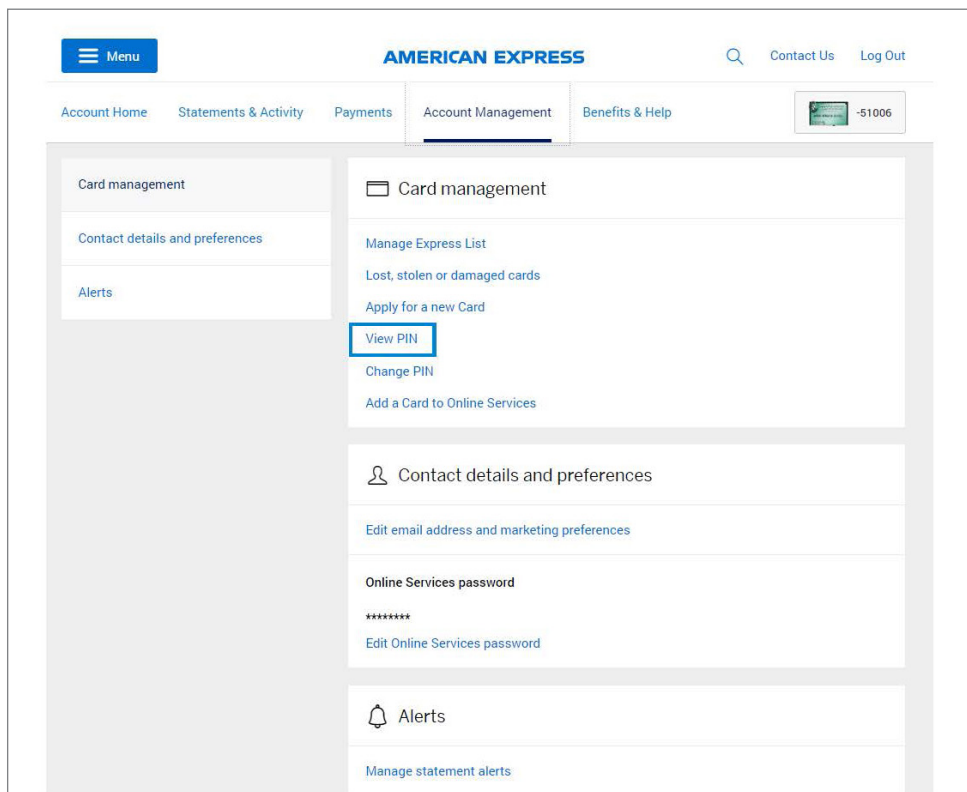 Menu
AMERICAN EXPRESS
Contact Us
Log Out
Account Home
Statements & Activity
Payments
Account Management
Benefits & Help
-51006
Card management
Contact details and preferences
Alerts
Card management
Manage Express List
Lost, stolen or damaged cards
Apply for a new Card
View PIN
Change PIN
Add a Card to Online Services
Contact details and preferences
Edit email address and marketing preferences
Online Services password
********
Edit Online Services password
Alerts
Manage statement alerts